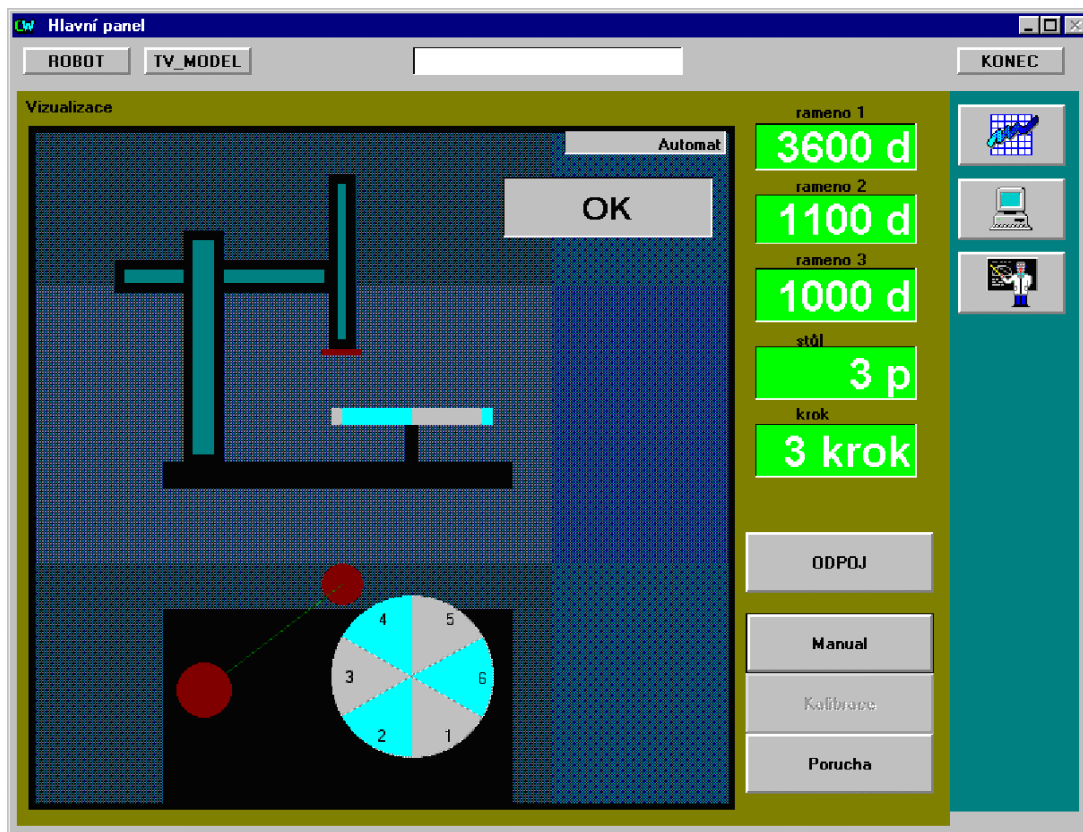 CW Hlavní panel
ROBOT TV_MODEL KONEC
Vizualizace
Automat
OK
rameno 1
3600 d
rameno 2
1100 d
rameno 3
1000 d
stůl
3 p
krok
3 krok
ODPOJ
Manual
Kalibrace
Porucha
4 5
3 6
2 1